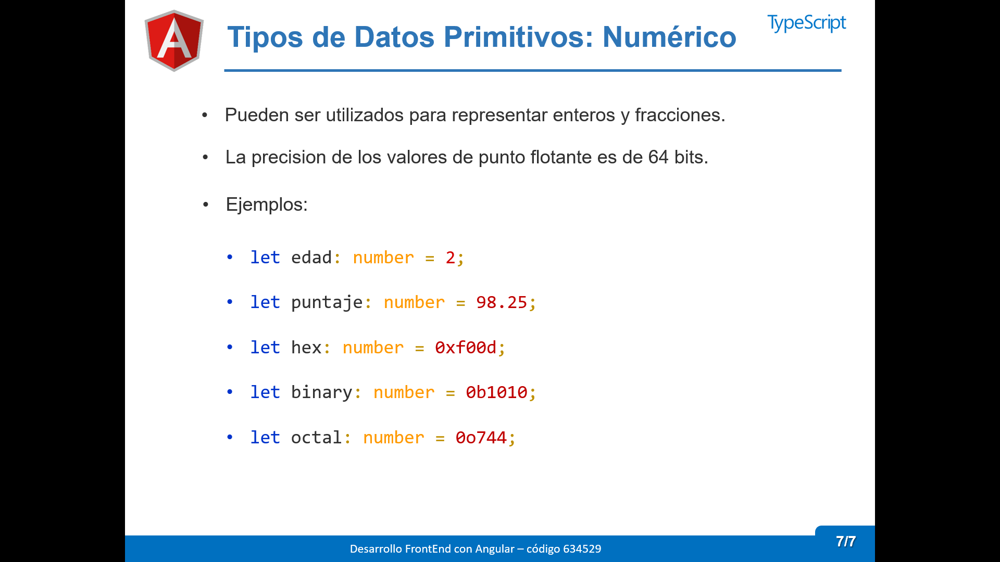 Tipos de Datos Primitivos: Numérico
TypeScript
• Pueden ser utilizados para representar enteros y fracciones.
• La precision de los valores de punto flotante es de 64 bits.
• Ejemplos:
• let edad: number = 2;
• let puntaje: number = 98.25;
• let hex: number = 0xf00d;
• let binary: number = 0b1010;
• let octal: number = 0o744;
7/7
Desarrollo FrontEnd con Angular – código 634529